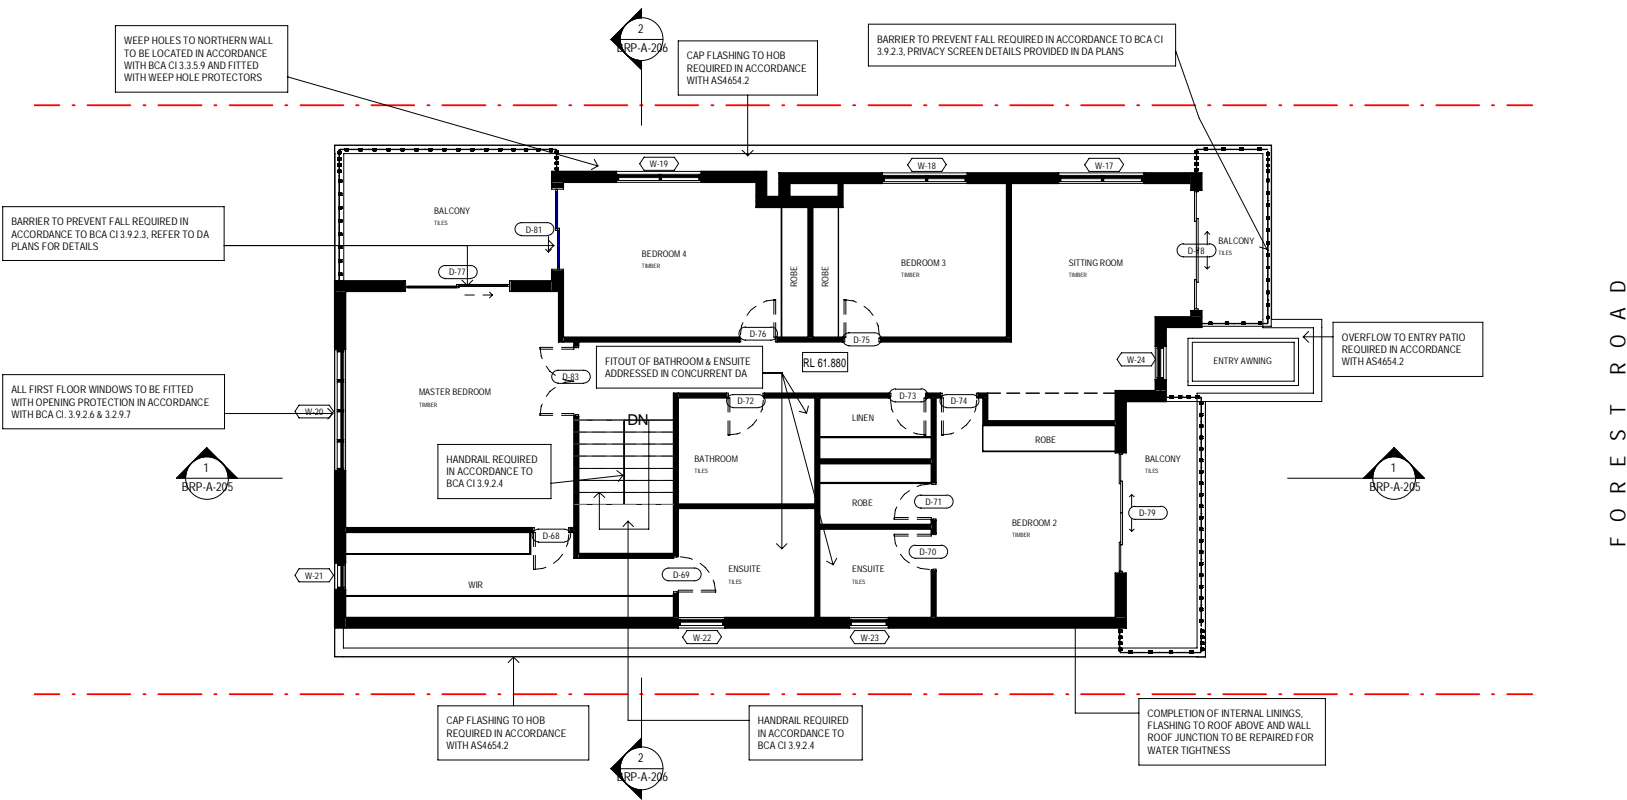 WEEP HOLES TO NORTHERN WALL
TO BE LOCATED IN ACCORDANCE
WITH BCA CI 3.3.5.9 AND FITTED
WITH WEEP HOLE PROTECTORS
2
BRP-A-206
CAP FLASHING TO HOB
REQUIRED IN ACCORDANCE
WITH AS4654.2
BARRIER TO PREVENT FALL REQUIRED IN ACCORDANCE TO BCA CI
3.9.2.3, PRIVACY SCREEN DETAILS PROVIDED IN DA PLANS
W-19
W-18
W-17
BARRIER TO PREVENT FALL REQUIRED IN
ACCORDANCE TO BCA CI 3.9.2.3, REFER TO DA
PLANS FOR DETAILS
BALCONY
TILES
D-81
D-77
BEDROOM 4
TIMBER
ROBE
ROBE
BEDROOM 3
TIMBER
SITTING ROOM
TIMBER
D-78
BALCONY
TILES
D-76
D-75
FITOUT OF BATHROOM & ENSUITE
ADDRESSED IN CONCURRENT DA
RL 61.880
W-24
ENTRY AWNING
OVERFLOW TO ENTRY PATIO
REQUIRED IN ACCORDANCE
WITH AS4654.2
FOREST ROAD
ALL FIRST FLOOR WINDOWS TO BE FITTED
WITH OPENING PROTECTION IN ACCORDANCE
WITH BCA CI. 3.9.2.6 & 3.2.9.7
W-20
MASTER BEDROOM
TIMBER
D-83
DN
D-72
D-73
D-74
LINEN
ROBE
HANDRAIL REQUIRED
IN ACCORDANCE TO
BCA CI 3.9.2.4
BATHROOM
TILES
BALCONY
TILES
1
BRP-A-205
1
BRP-A-205
ROBE
D-71
D-79
BEDROOM 2
TIMBER
D-68
D-70
W-21
WIR
D-69
ENSUITE
TILES
ENSUITE
TILES
W-22
W-23
CAP FLASHING TO HOB
REQUIRED IN ACCORDANCE
WITH AS4654.2
HANDRAIL REQUIRED
IN ACCORDANCE TO
BCA CI 3.9.2.4
COMPLETION OF INTERNAL LININGS,
FLASHING TO ROOF ABOVE AND WALL
ROOF JUNCTION TO BE REPAIRED FOR
WATER TIGHTNESS
2
BRP-A-206